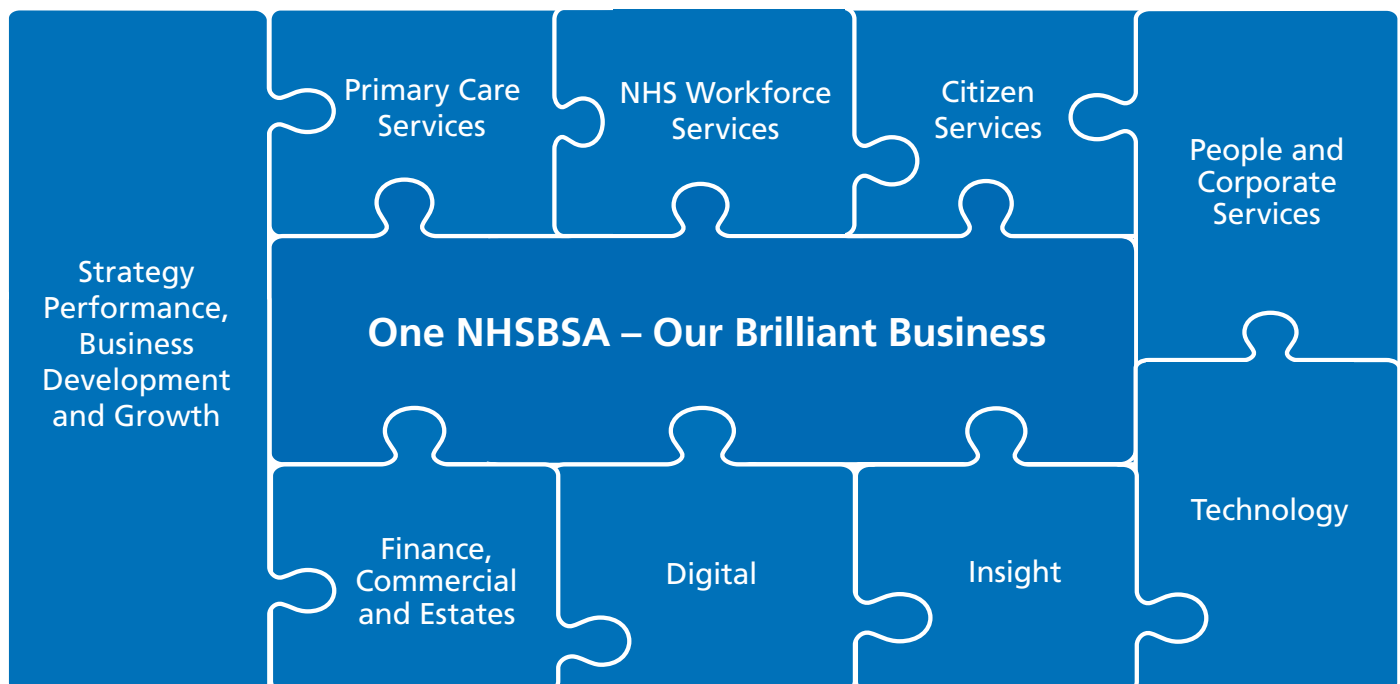 Primary Care
Services
NHS Workforce
Services
Citizen
Services
People and
Corporate
Services
Strategy
Performance,
Business
Development
and Growth
One NHSBSA – Our Brilliant Business
Finance,
Commercial
and Estates
Digital
Insight
Technology